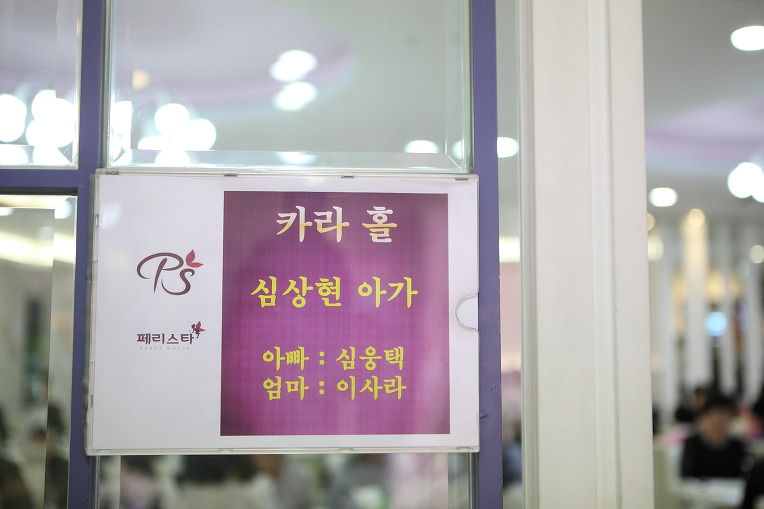 카라 홀
심상현 아가
아빠 : 심웅택
엄마 : 이사라
PS
페리스타